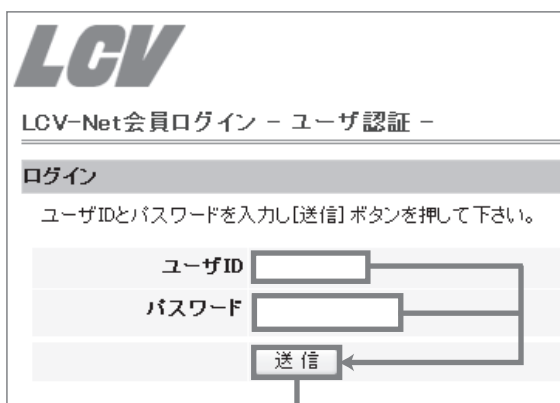 LCV
LCV-Net会員ログイン - ユーザ認証 -
ログイン
ユーザIDとパスワードを入力し[送信]ボタンを押して下さい。
ユーザID
パスワード
送信